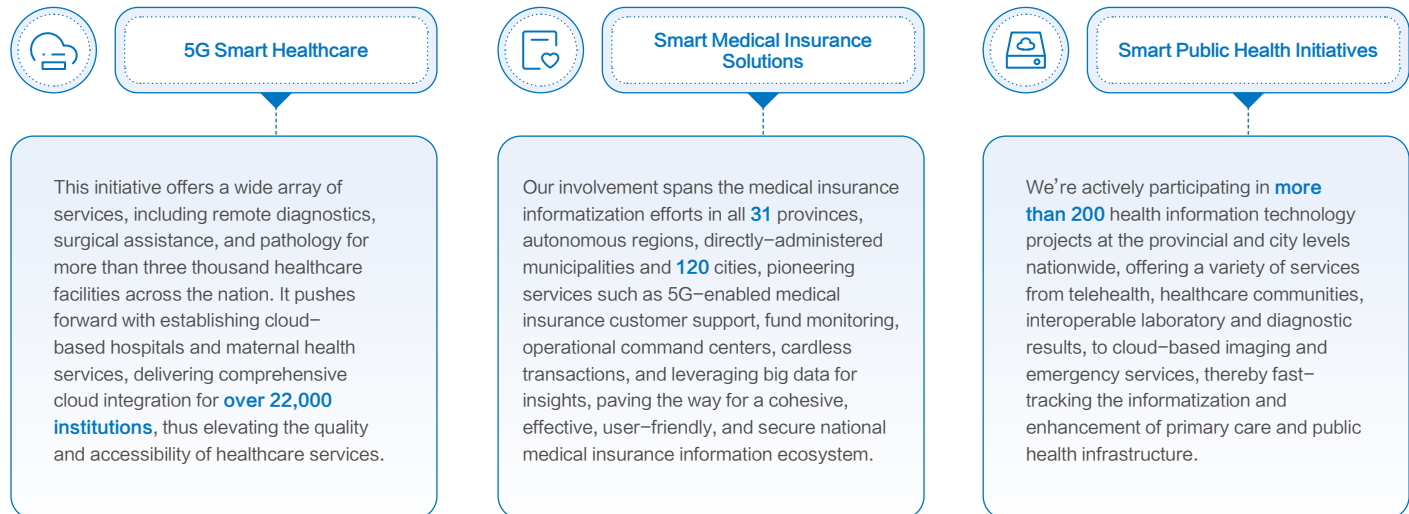 5G Smart Healthcare
This initiative offers a wide array of
services, including remote diagnostics,
surgical assistance, and pathology for
more than three thousand healthcare
facilities across the nation. It pushes
forward with establishing cloud–
based hospitals and maternal health
services, delivering comprehensive
cloud integration for over 22,000
institutions, thus elevating the quality
and accessibility of healthcare services.
Smart Medical Insurance
Solutions
Our involvement spans the medical insurance
informatization efforts in all 31 provinces,
autonomous regions, directly–administered
municipalities and 120 cities, pioneering
services such as 5G–enabled medical
insurance customer support, fund monitoring,
operational command centers, cardless
transactions, and leveraging big data for
insights, paving the way for a cohesive,
effective, user–friendly, and secure national
medical insurance information ecosystem.
Smart Public Health Initiatives
We’re actively participating in more
than 200 health information technology
projects at the provincial and city levels
nationwide, offering a variety of services
from telehealth, healthcare communities,
interoperable laboratory and diagnostic
results, to cloud–based imaging and
emergency services, thereby fast–
tracking the informatization and
enhancement of primary care and public
health infrastructure.